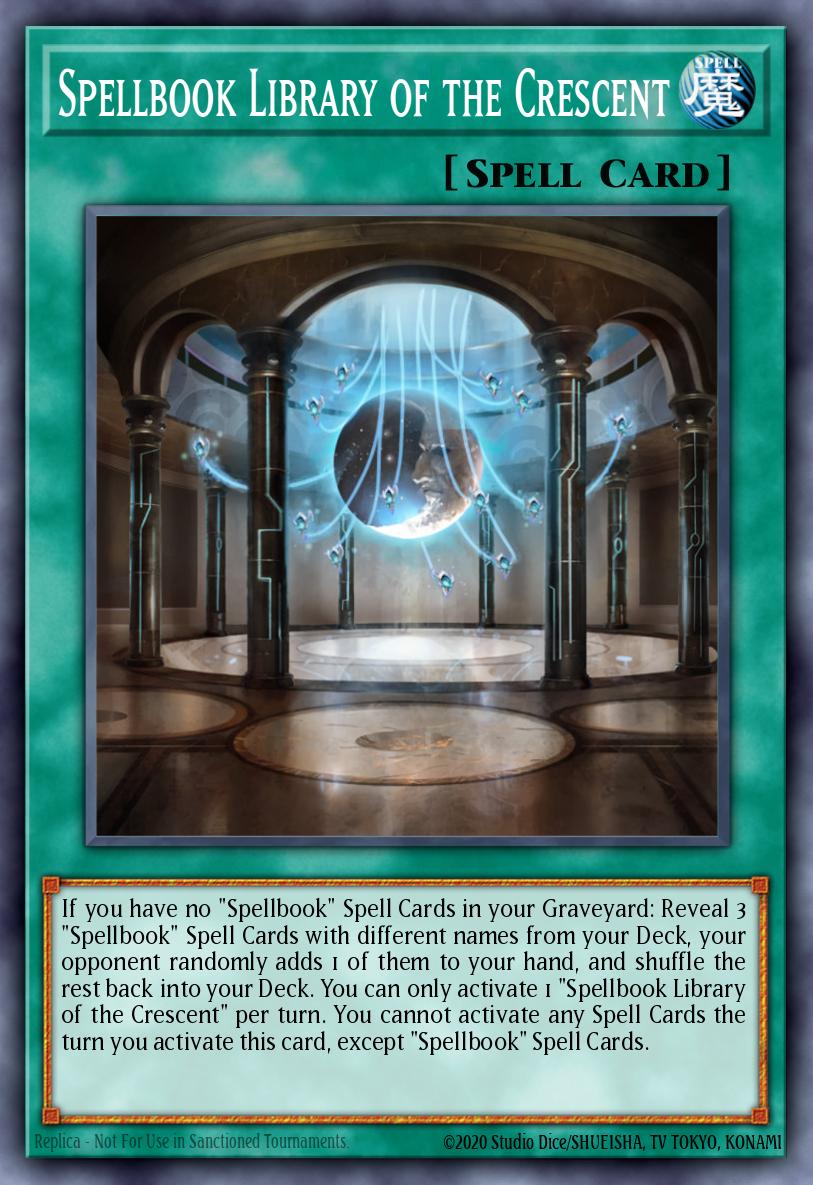 Spellbook Library of the Crescent
SPELL
魔
[Spell Card]
If you have no "Spellbook" Spell Cards in your Graveyard: Reveal 3
"Spellbook" Spell Cards with different names from your Deck, your
opponent randomly adds 1 of them to your hand, and shuffle the
rest back into your Deck. You can only activate 1 "Spellbook Library
of the Crescent" per turn. You cannot activate any Spell Cards the
turn you activate this card, except "Spellbook" Spell Cards.
Replica - Not For Use in Sanctioned Tournaments.
©2020 Studio Dice/SHUEISHA, TV TOKYO, KONAMI